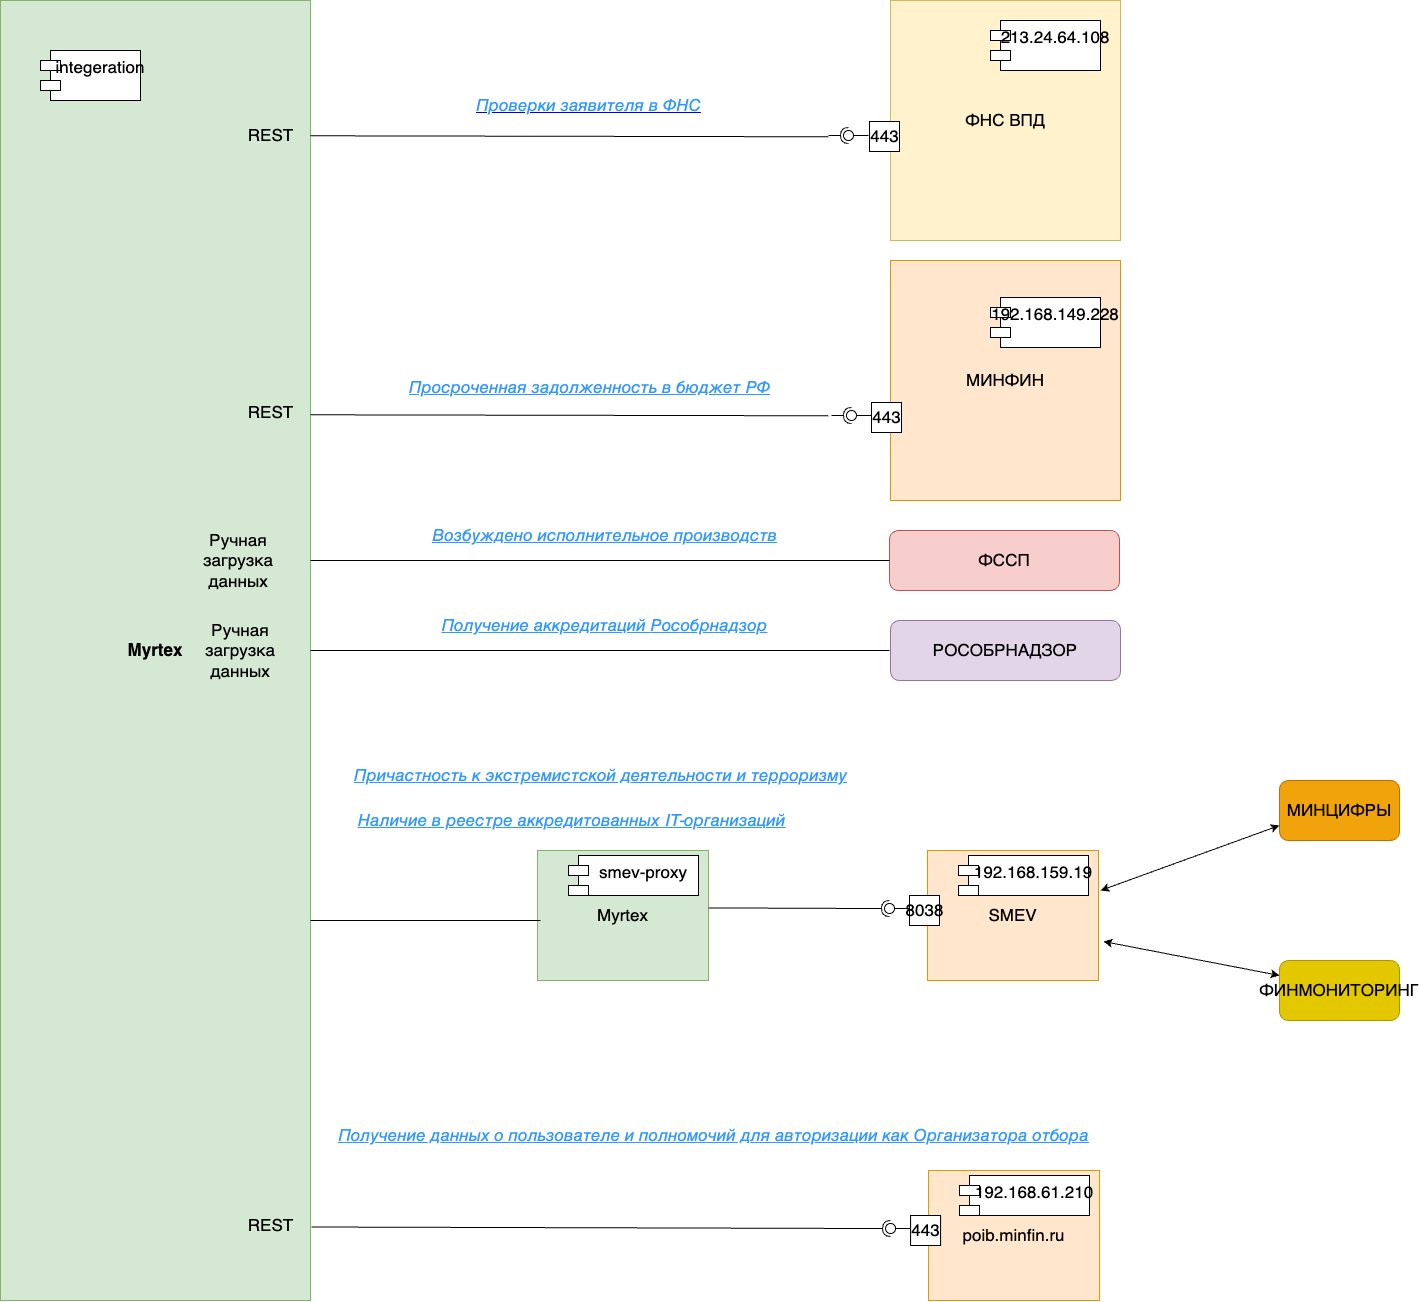 213.24.64.108
integeration
Проверки заявителя в ФНС
ФНС ВПД
REST
443
192.168.149.228
МИНФИН
Просроченная задолженность в бюджет РФ
REST
443
Возбуждено исполнительное производств
Ручная
загрузка
данных
ФССП
Получение аккредитаций Рособрнадзор
Ручная
Myrtex
загрузка
данных
РОСОБРНАДЗОР
Причастность к экстремистской деятельности и терроризму
Наличие в реестре аккредитованных IT-организаций
МИНЦИФРЫ
smev-proxy
Myrtex
192.168.159.19
8038
SMEV
ФИНМОНИТОРИНГ
Получение данных о пользователе и полномочий для авторизации как Организатора отбора
192.168.61.210
REST
443
poib.minfin.ru